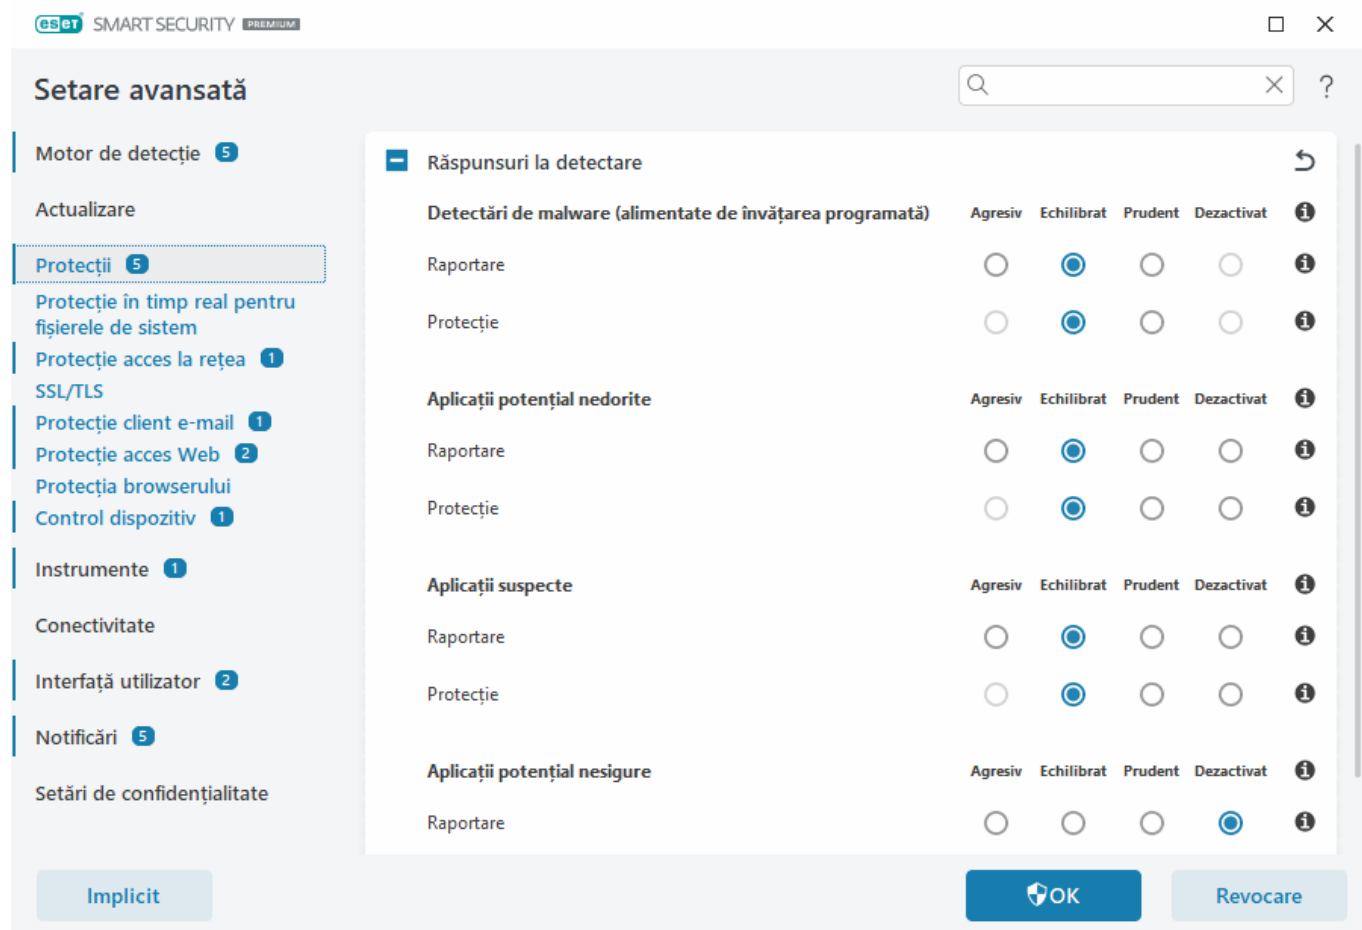 eseT SMART SECURITY PREMIUM
Setare avansată
?
Motor de detecție 5
Actualizare
Protecții 5
Protecție în timp real pentru
fișierele de sistem
Protecție acces la rețea 1
SSL/TLS
Protecție client e-mail 1
Protecție acces Web 2
Protecția browserului
Control dispozitiv 1
Instrumente 1
Conectivitate
Interfață utilizator 2
Notificări 5
Setări de confidențialitate
Răspunsuri la detectare
Detectări de malware (alimentate de învățarea programată) Agresiv Echilibrat Prudent Dezactivat
Raportare
Protecție
Aplicații potențial nedorite Agresiv Echilibrat Prudent Dezactivat
Raportare
Protecție
Aplicații suspecte Agresiv Echilibrat Prudent Dezactivat
Raportare
Protecție
Aplicații potențial nesigure Agresiv Echilibrat Prudent Dezactivat
Raportare
Implicit
OK
Revocare